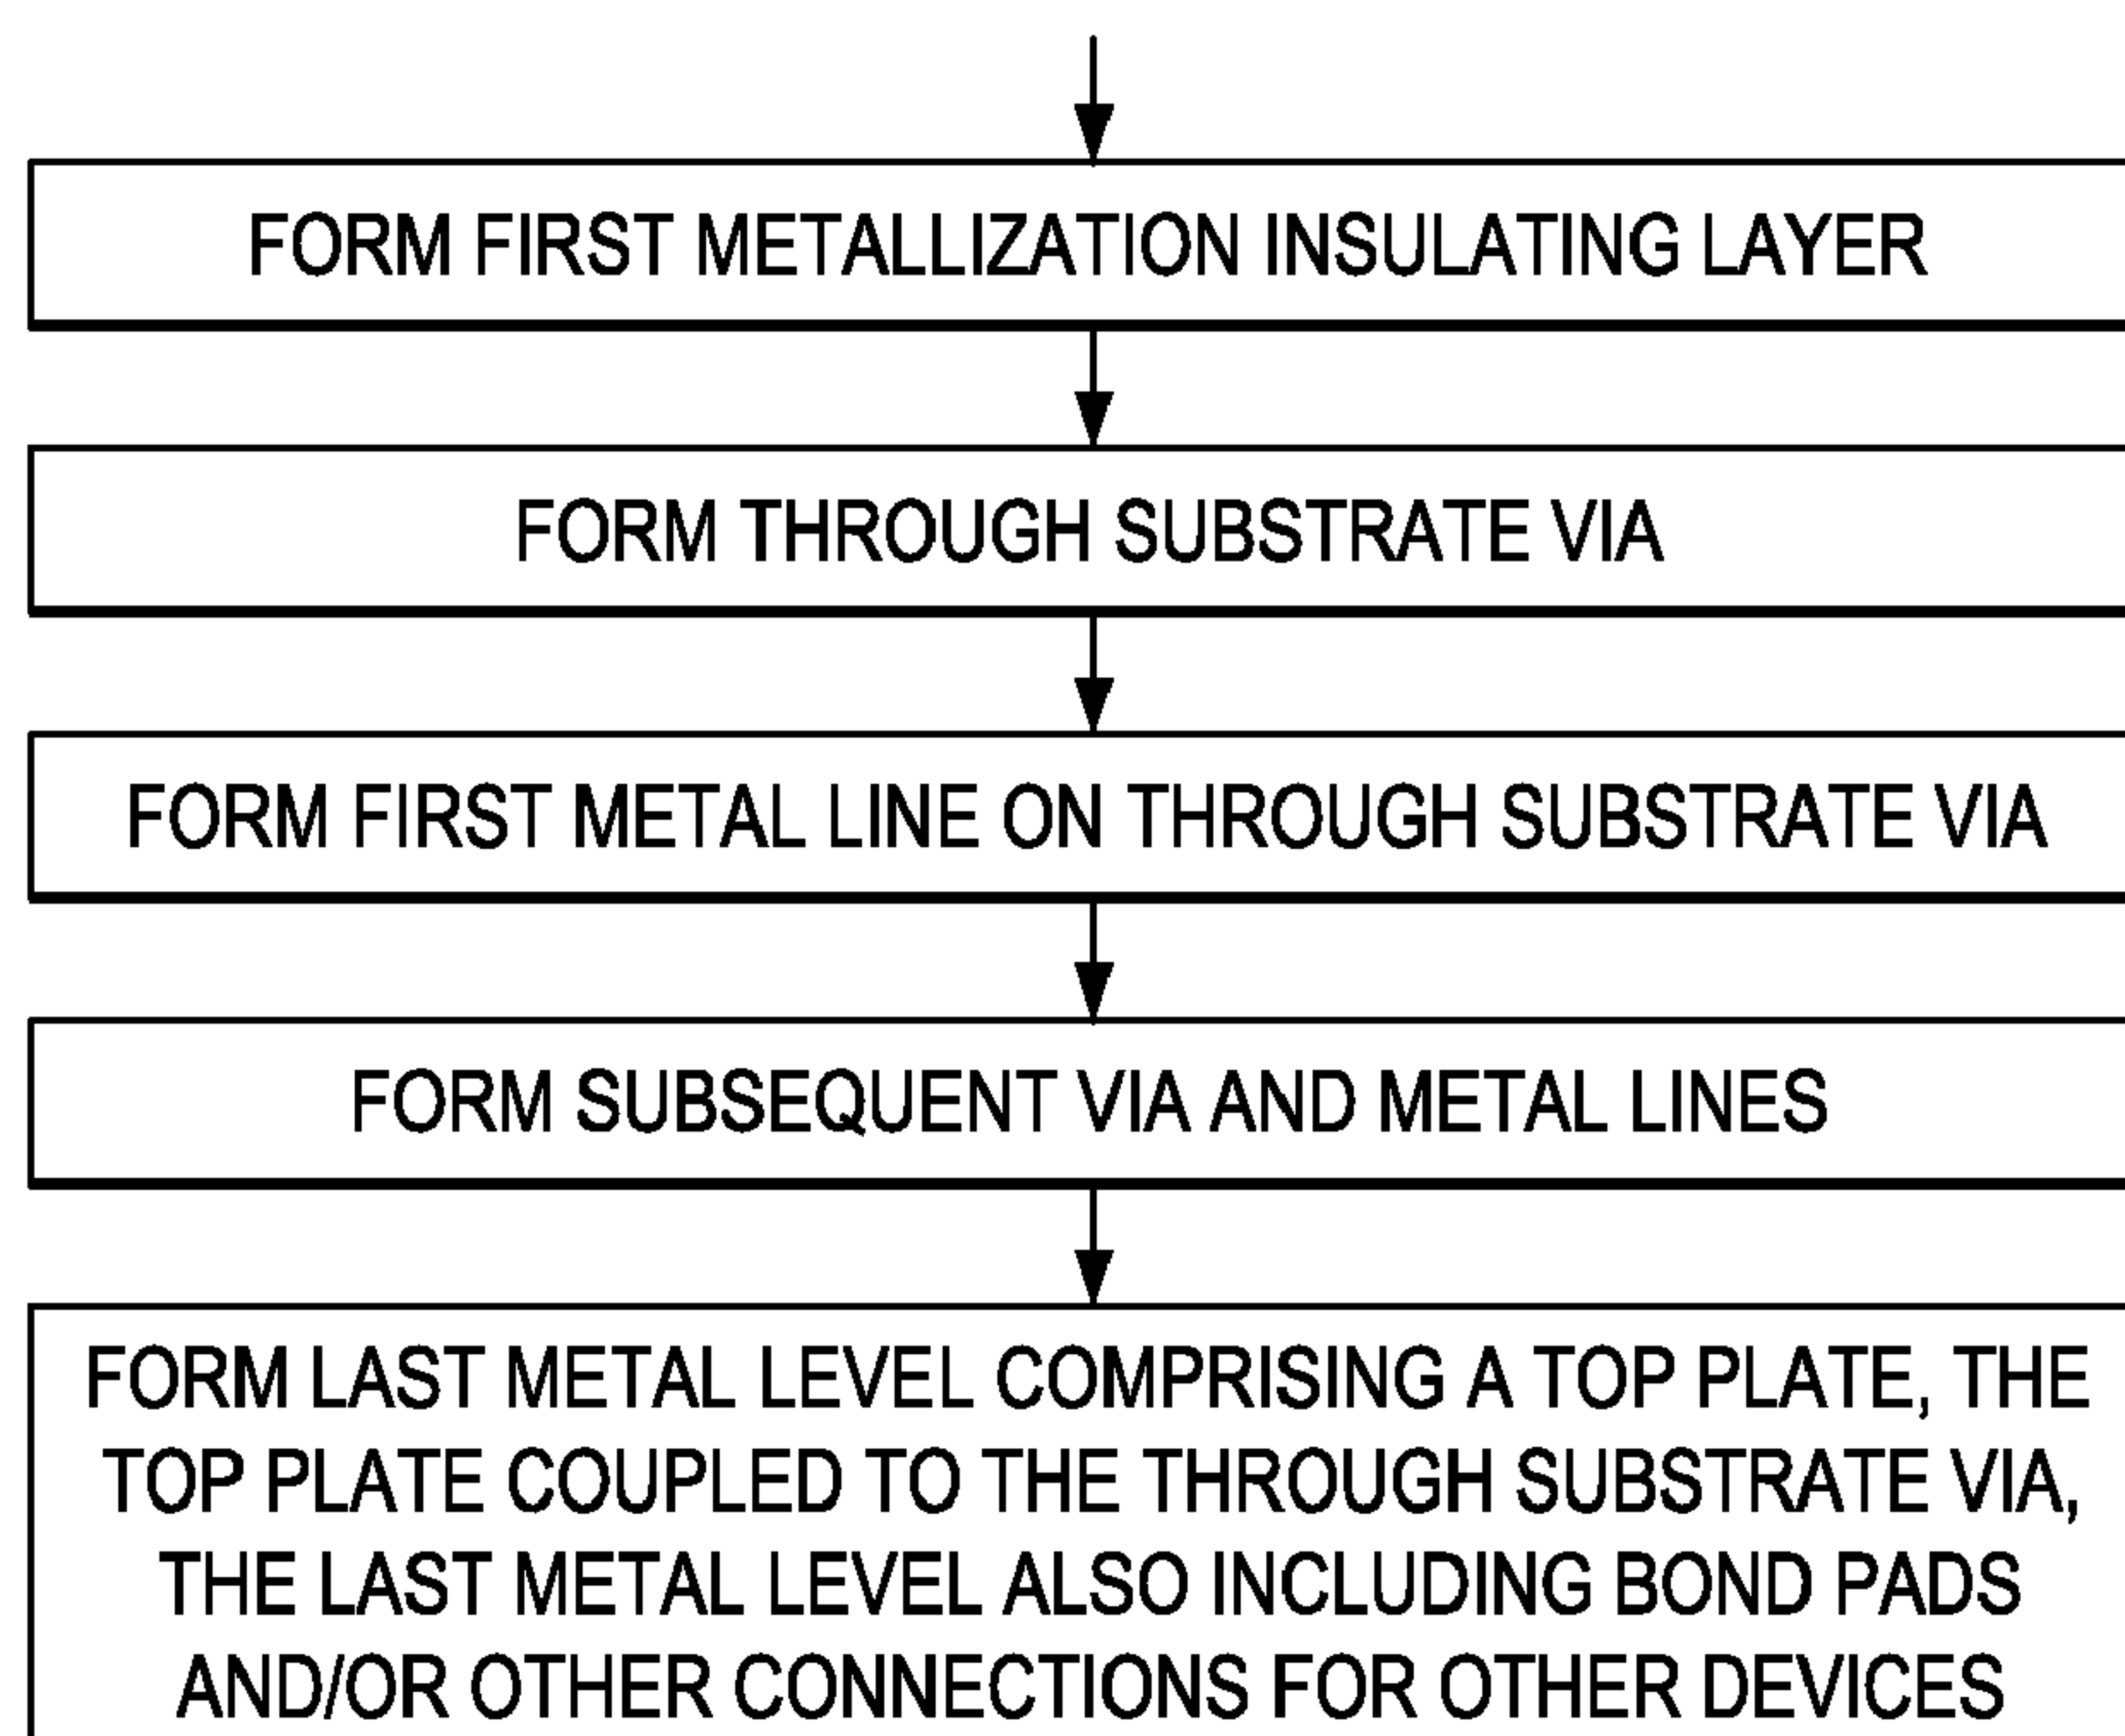 FORM FIRST METALLIZATION INSULATING LAYER
FORM THROUGH SUBSTRATE VIA
FORM FIRST METAL LINE ON THROUGH SUBSTRATE VIA
FORM SUBSEQUENT VIA AND METAL LINES
FORM LAST METAL LEVEL COMPRISING A TOP PLATE, THE
TOP PLATE COUPLED TO THE THROUGH SUBSTRATE VIA,
THE LAST METAL LEVEL ALSO INCLUDING BOND PADS
AND/OR OTHER CONNECTIONS FOR OTHER DEVICES